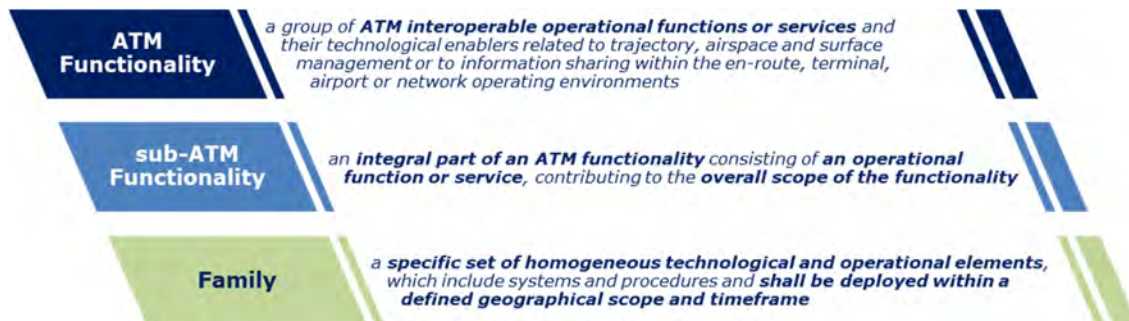 ATM
Functionality
a group of ATM interoperable operational functions or services and
their technological enablers related to trajectory, airspace and surface
management or to information sharing within the en-route, terminal,
airport or network operating environments
sub-ATM
Functionality
an integral part of an ATM functionality consisting of an operational
function or service, contributing to the overall scope of the functionality
Family
a specific set of homogeneous technological and operational elements,
which include systems and procedures and shall be deployed within a
defined geographical scope and timeframe